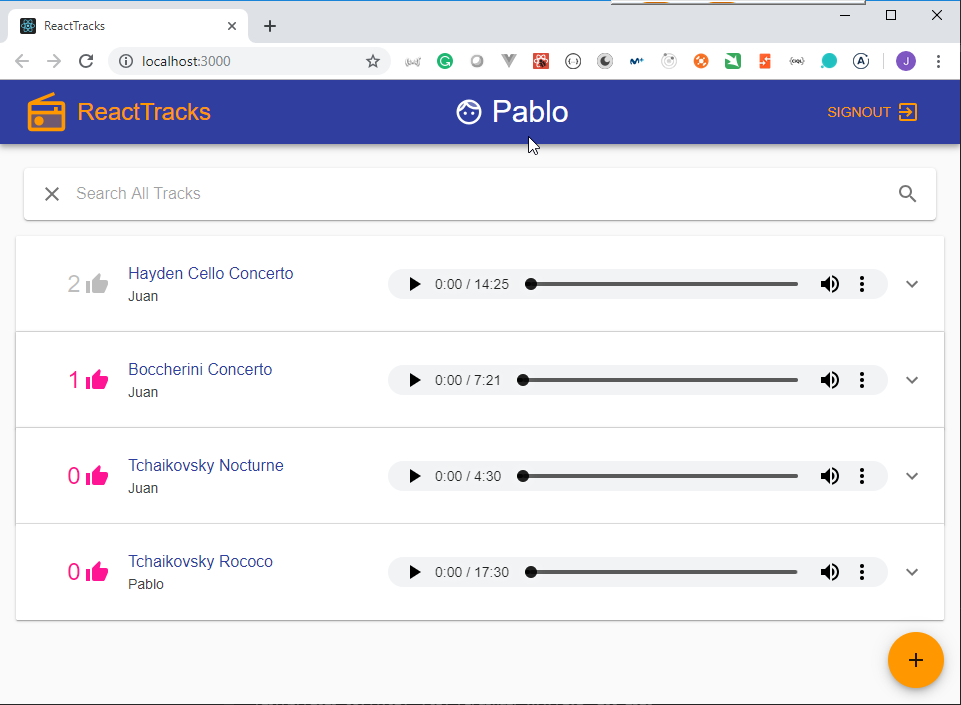 ReactTracks
localhost:3000
J
ReactTracks
Pablo
SIGNOUT
Search All Tracks
2
Hayden Cello Concerto
Juan
0:00 / 14:25
1
Boccherini Concerto
Juan
0:00 / 7:21
0
Tchaikovsky Nocturne
Juan
0:00 / 4:30
0
Tchaikovsky Rococo
Pablo
0:00 / 17:30